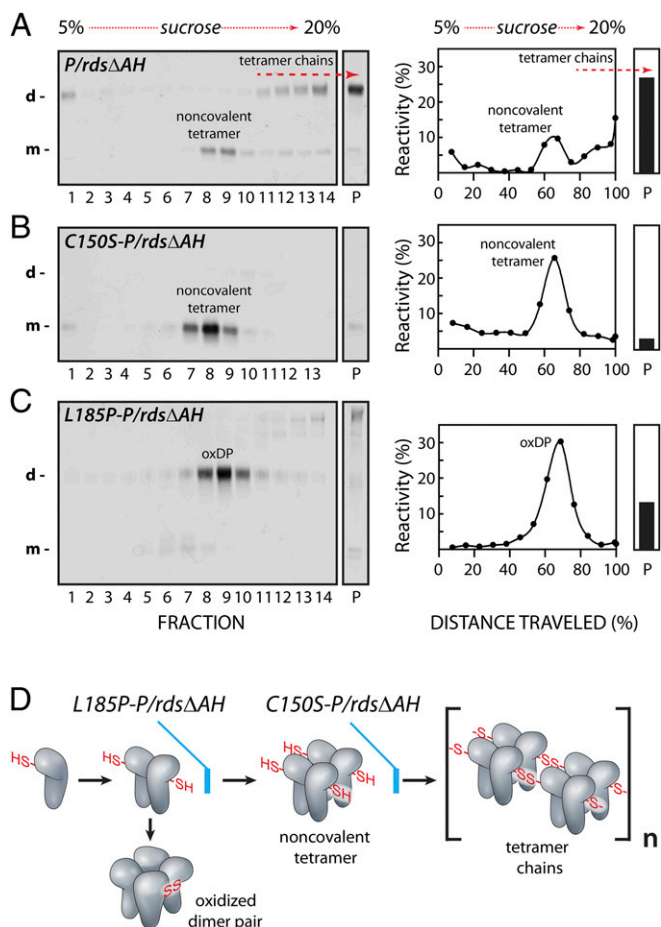 A
5% sucrose 20%
P/rdsΔAH
tetramer chains
d -
noncovalent
tetramer
m -
1 2 3 4 5 6 7 8 9 10 11 12 13 14 P
5% sucrose 20%
tetramer chains
Reactivity (%)
30
20
10
noncovalent
tetramer
0 20 40 60 80 100 P
B
C150S-P/rdsΔAH
d -
noncovalent
tetramer
m -
1 2 3 4 5 6 7 8 9 10 11 12 13 P
Reactivity (%)
30
20
10
0
noncovalent
tetramer
0 20 40 60 80 100 P
C
L185P-P/rdsΔAH
oxDP
d -
m -
1 2 3 4 5 6 7 8 9 10 11 12 13 14 P
FRACTION
Reactivity (%)
30
20
10
0
oxDP
0 20 40 60 80 100 P
DISTANCE TRAVELED (%)
D
L185P-P/rdsΔAH
C150S-P/rdsΔAH
HS
HS
SH
HS
HS
SH
SH
noncovalent
tetramer
-S
-S
SS
SS
S-
S-
tetramer
chains
n
SS
oxidized
dimer pair